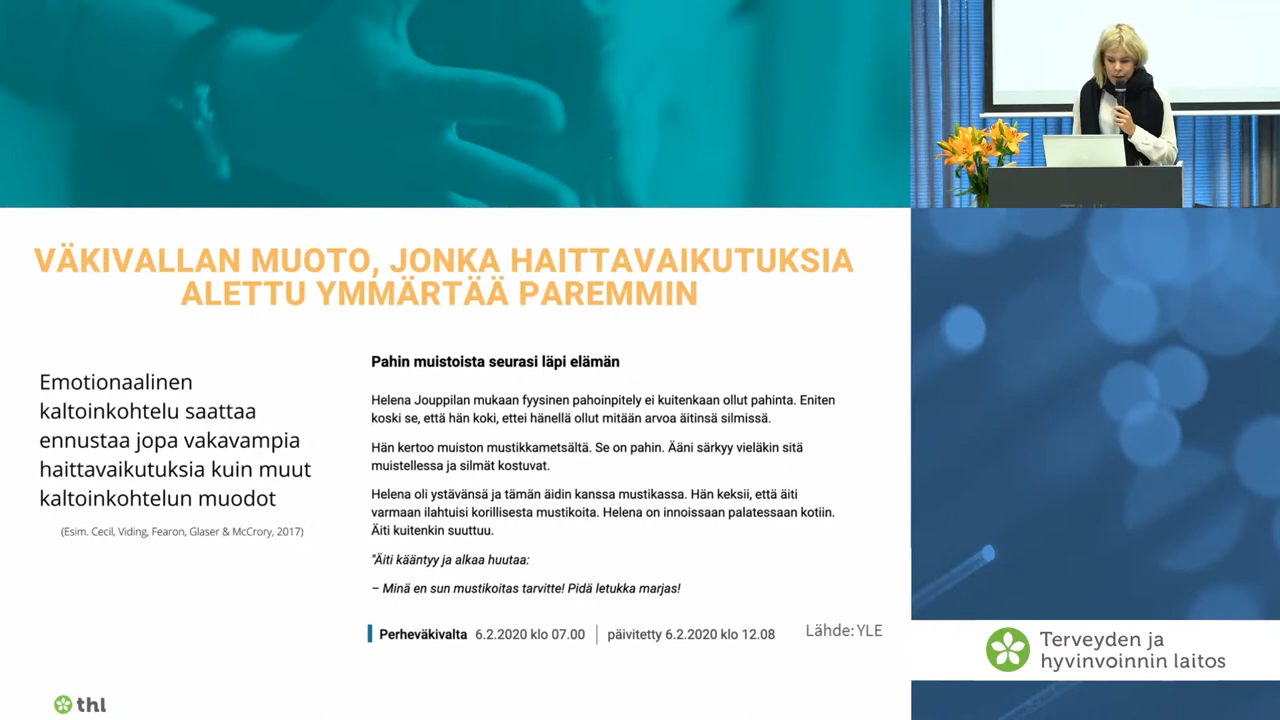 VÄKIVALLAN MUOTO, JONKA HAITTAVAIKUTUKSIA
ALETTU YMMÄRTÄÄ PAREMMIN
Emotionaalinen
kaltoinkohtelu saattaa
ennustaa jopa vakavampia
haittavaikutuksia kuin muut
kaltoinkohtelun muodot
(Esim. Cecil, Viding, Fearon, Glaser & McCrory, 2017)
Pahin muistoista seurasi läpi elämän
Helena Jouppilan mukaan fyysinen pahoinpitely ei kuitenkaan ollut pahinta. Eniten
koski se, että hän koki, ettei hänellä ollut mitään arvoa äitinsä silmissä.
Hän kertoo muiston mustikkametsältä. Se on pahin. Ääni särkyy vieläkin sitä
muistellessa ja silmät kostuvat.
Helena oli ystävänsä ja tämän äidin kanssa mustikassa. Hän keksii, että äiti
varmaan ilahtuisi korillisesta mustikoita. Helena on innoissaan palatessaan kotiin.
Äiti kuitenkin suuttuu.
"Äiti kääntyy ja alkaa huutaa:
– Minä en sun mustikoitas tarvitte! Pidä letukka marjas!
Perheväkivalta 6.2.2020 klo 07.00 | päivitetty 6.2.2020 klo 12.08
Lähde: YLE
thl
Terveyden ja
hyvinvoinnin laitos